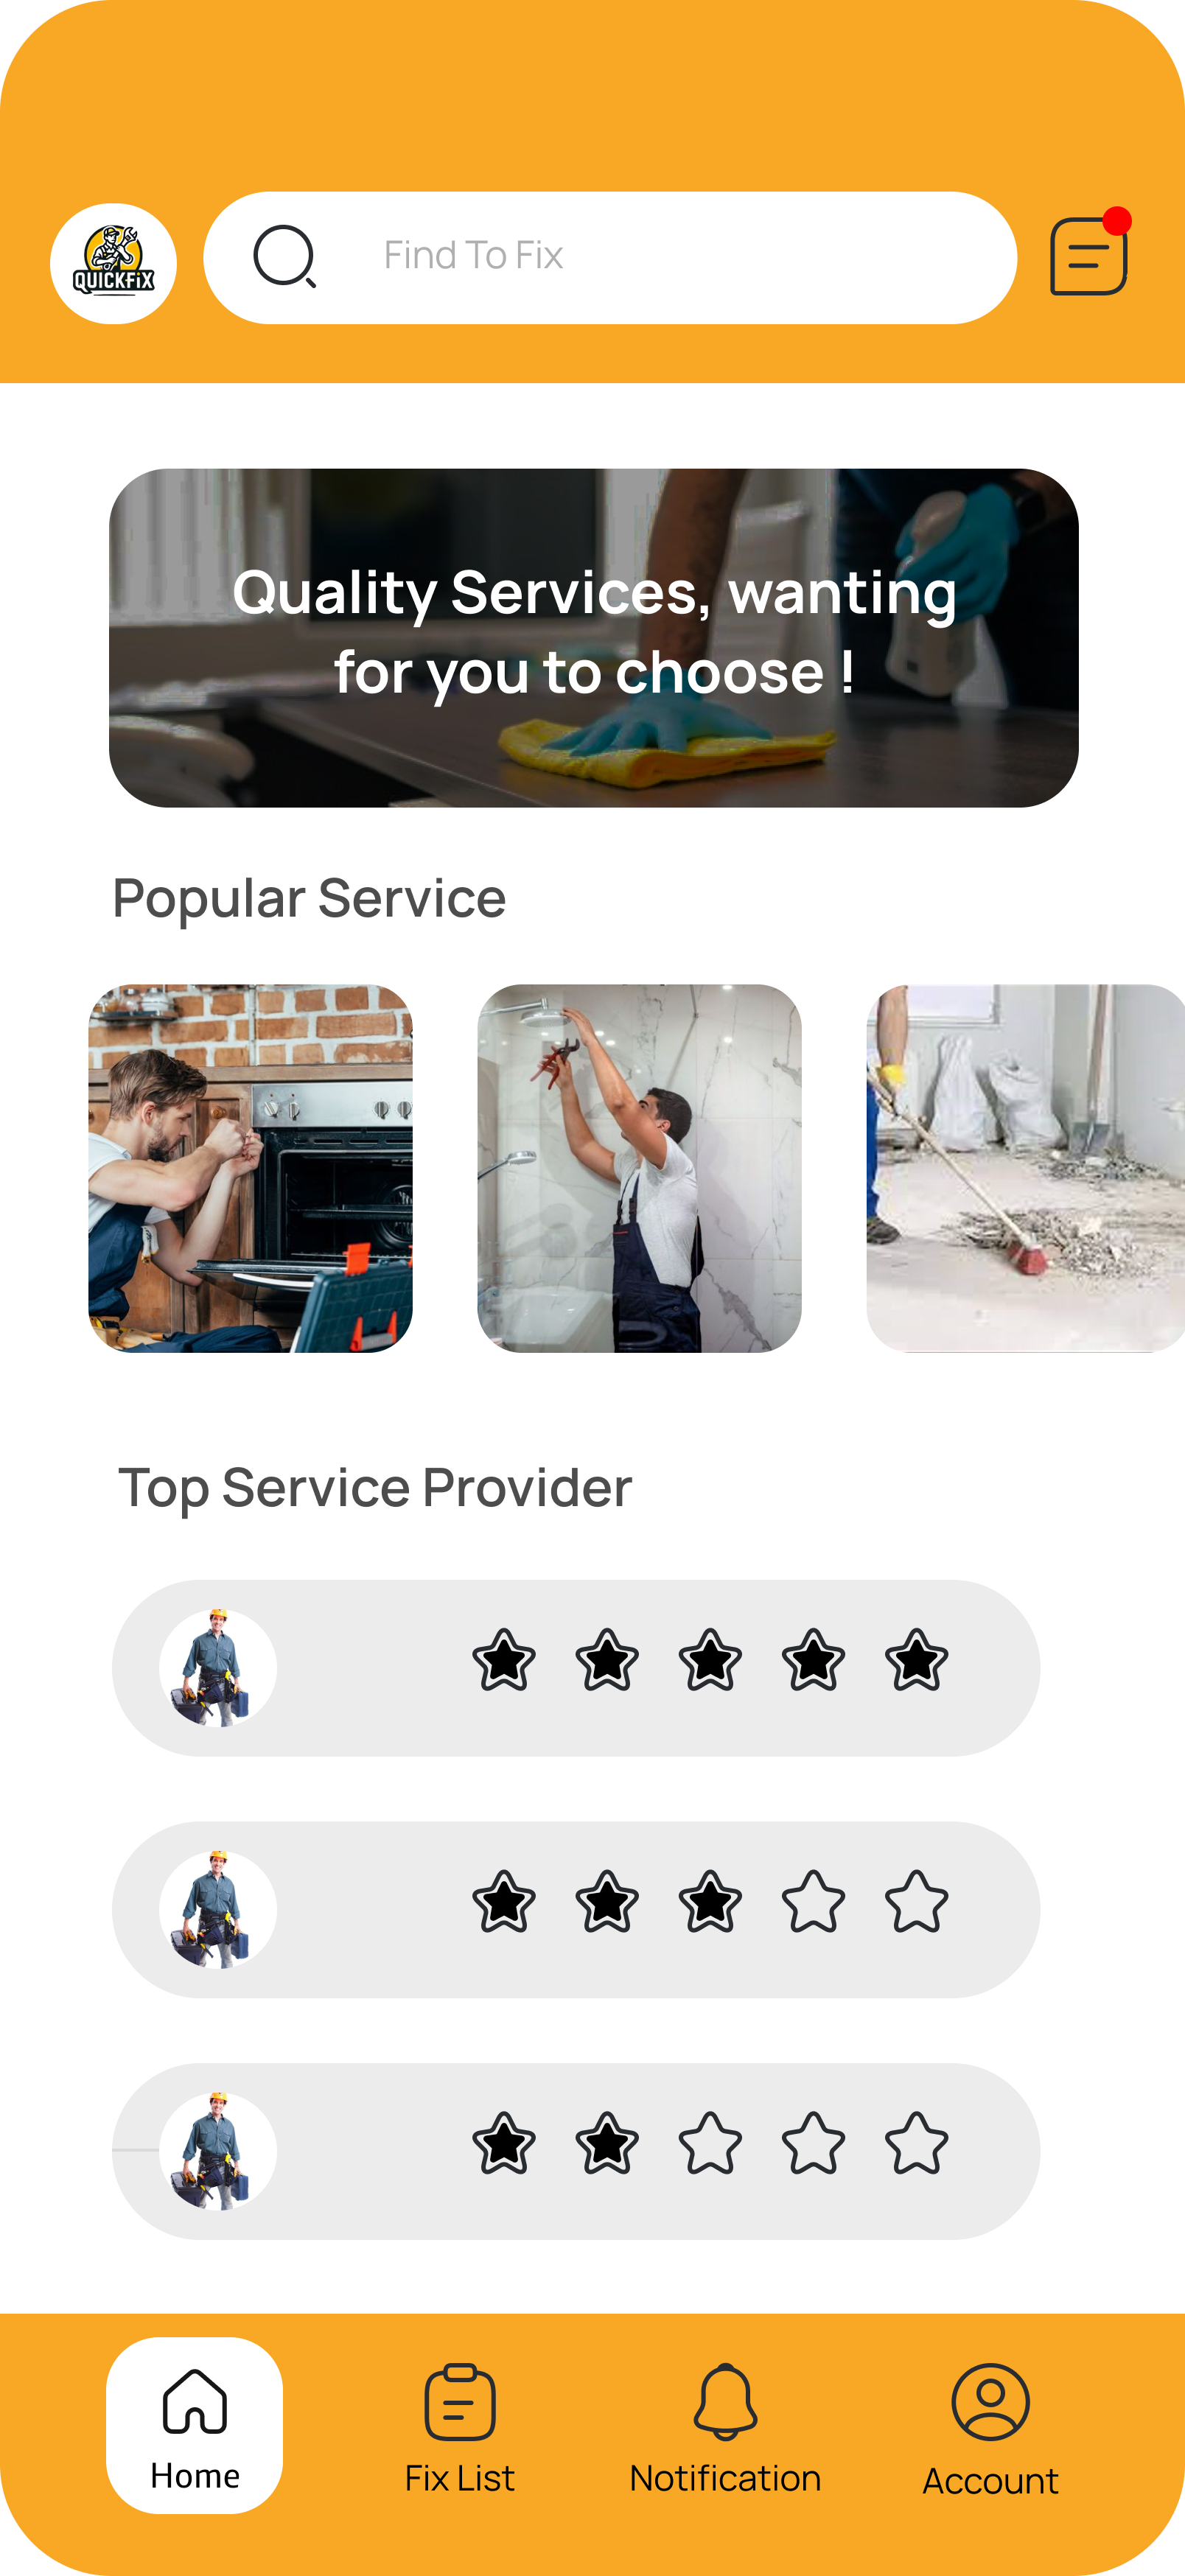 QUICKFIX
Find To Fix
Quality Services, wanting
for you to choose !
Popular Service
Top Service Provider
Home
Fix List
Notification
Account